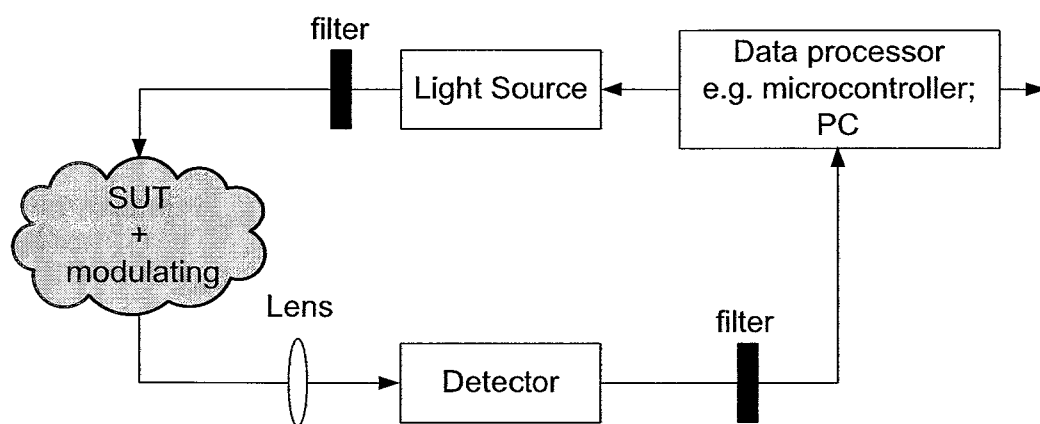 filter
Light Source
Data processor
e.g. microcontroller;
PC
SUT
+
modulating
Lens
Detector
filter